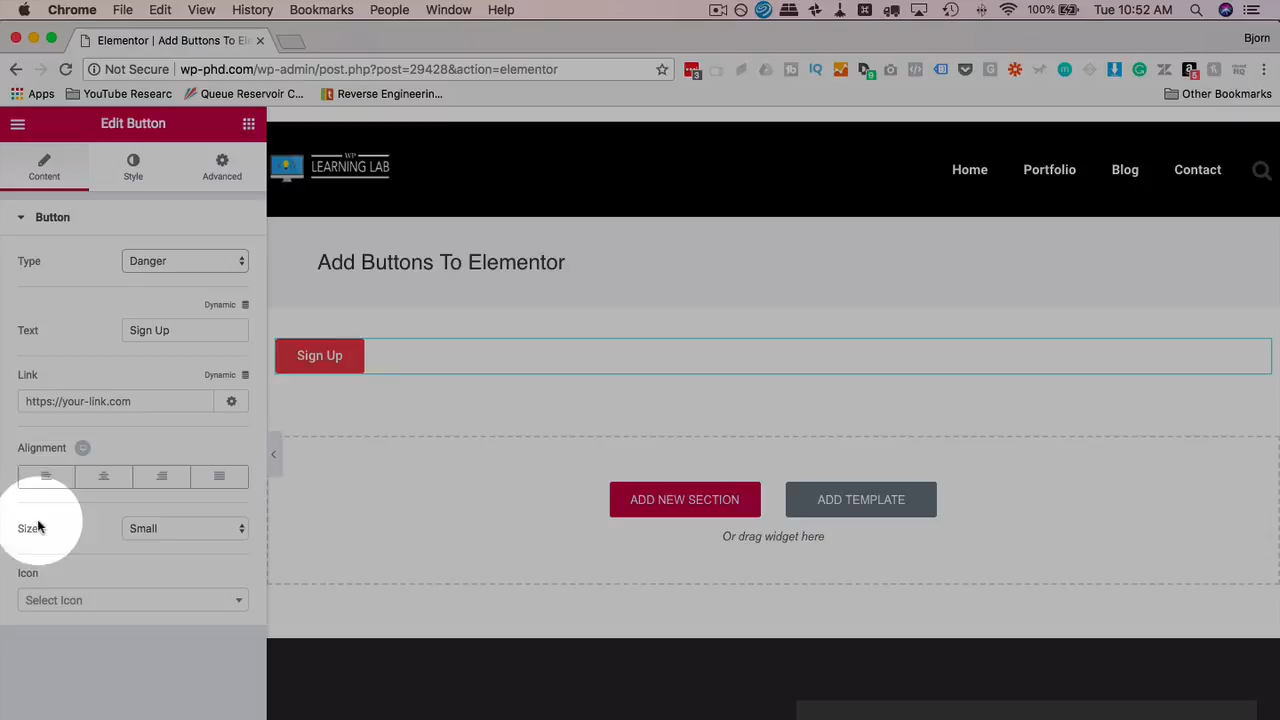 Chrome File Edit View History Bookmarks People Window Help 100% Tue 10:52 AM
Elementor | Add Buttons To El
Bjorn
Not Secure wp-phd.com/wp-admin/post.php?post=29428&action=elementor
Apps YouTube Researc Queue Reservoir C... Reverse Engineerin... Other Bookmarks
Edit Button
Content Style Advanced
WP
LEARNING LAB
Home Portfolio Blog Contact
Button
Type Danger
Add Buttons To Elementor
Dynamic
Text Sign Up
Sign Up
Link Dynamic
https://your-link.com
Alignment
Size Small
ADD NEW SECTION ADD TEMPLATE
Or drag widget here
Icon
Select Icon